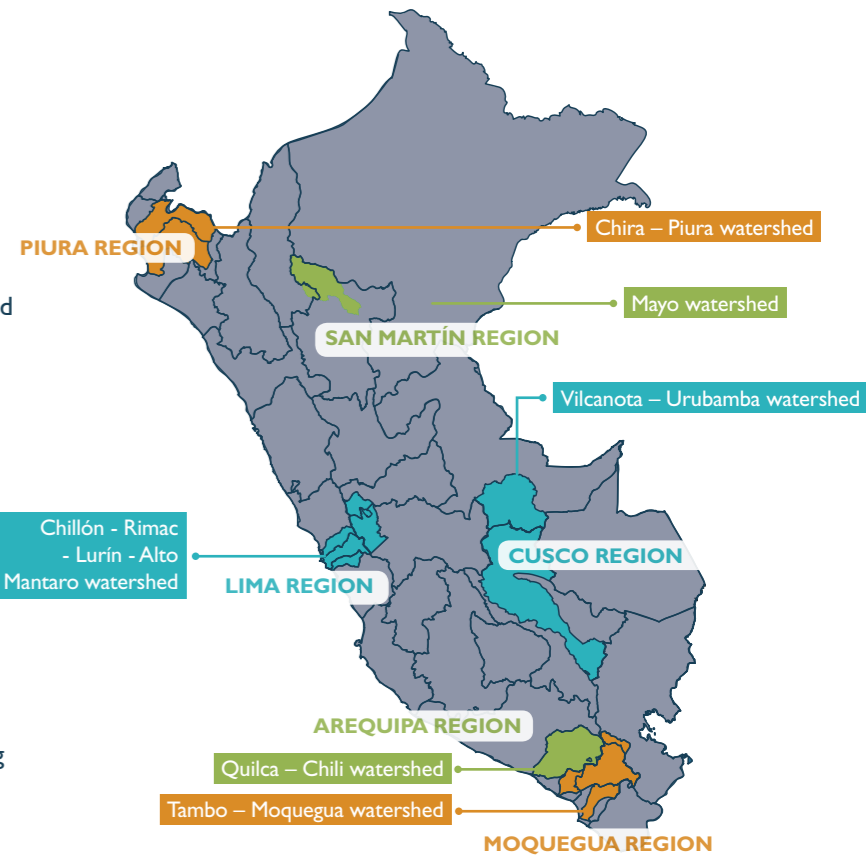 Chira – Piura watershed
PIURA REGION
d
Mayo watershed
SAN MARTÍN REGION
Vilcanota – Urubamba watershed
Chillón - Rimac
- Lurín - Alto
Mantaro watershed
CUSCO REGION
LIMA REGION
AREQUIPA REGION
g
Quilca – Chili watershed
Tambo – Moquegua watershed
MOQUEGUA REGION